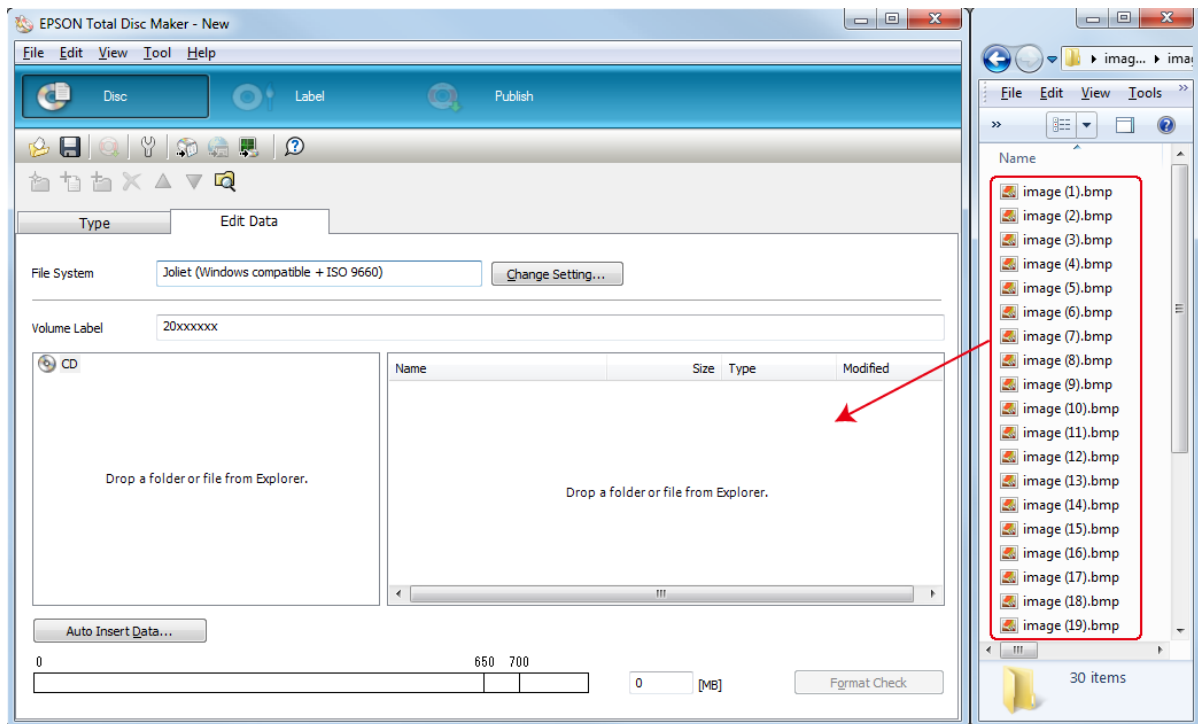 EPSON Total Disc Maker - New
File Edit View Tool Help
Disc Label Publish
Type Edit Data
File System Joliet (Windows compatible + ISO 9660) Change Setting...
Volume Label 20xxxxxx
CD
Drop a folder or file from Explorer.
Name Size Type Modified
Drop a folder or file from Explorer.
Auto Insert Data...
0 650 700
0 [MB] Format Check
imag... ima
File Edit View Tools »
»
Name
image (1).bmp
image (2).bmp
image (3).bmp
image (4).bmp
image (5).bmp
image (6).bmp
image (7).bmp
image (8).bmp
image (9).bmp
image (10).bmp
image (11).bmp
image (12).bmp
image (13).bmp
image (14).bmp
image (15).bmp
image (16).bmp
image (17).bmp
image (18).bmp
image (19).bmp
30 items